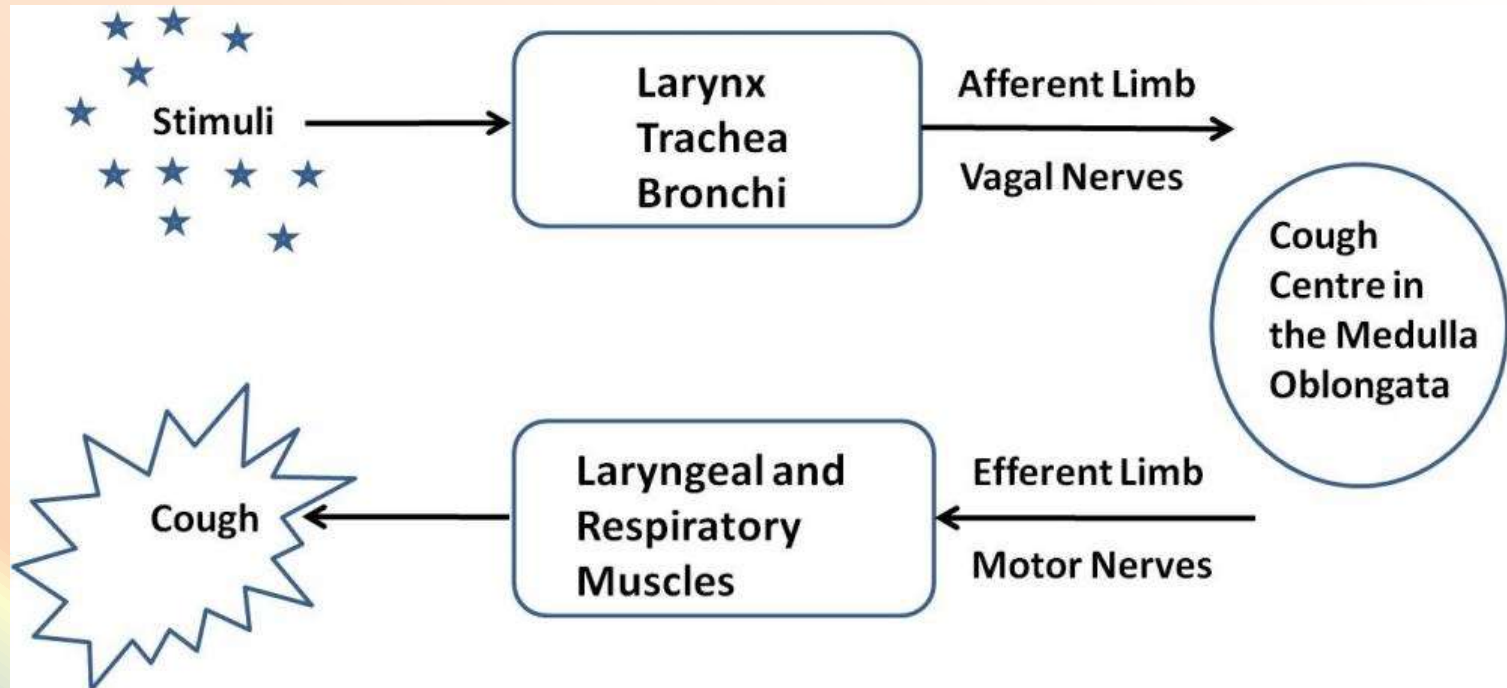 Stimuli
Larynx
Trachea
Bronchi
Afferent Limb
Vagal Nerves
Cough
Centre in
the Medulla
Oblongata
Efferent Limb
Motor Nerves
Laryngeal and
Respiratory
Muscles
Cough